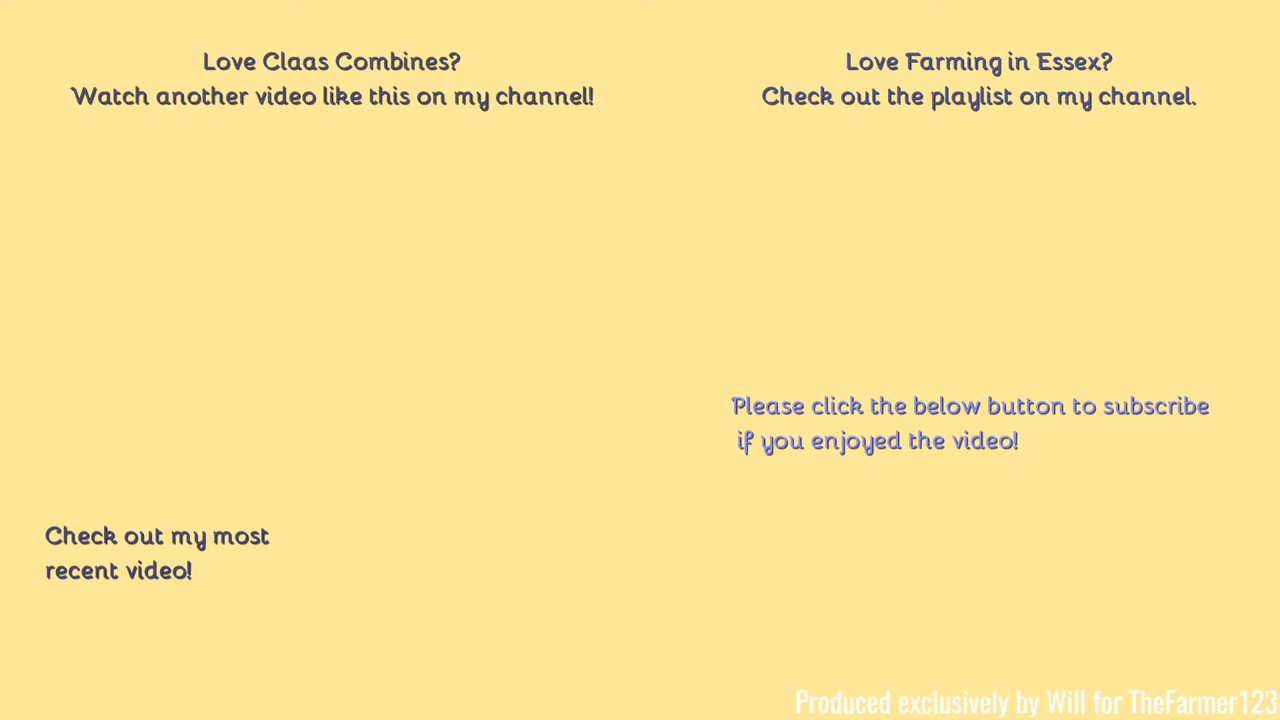 Love Claas Combines?
Watch another video like this on my channel!
Love Farming in Essex?
Check out the playlist on my channel.
Please click the below button to subscribe
if you enjoyed the video!
Check out my most
recent video!
Produced exclusively by Will for TheFarmer123